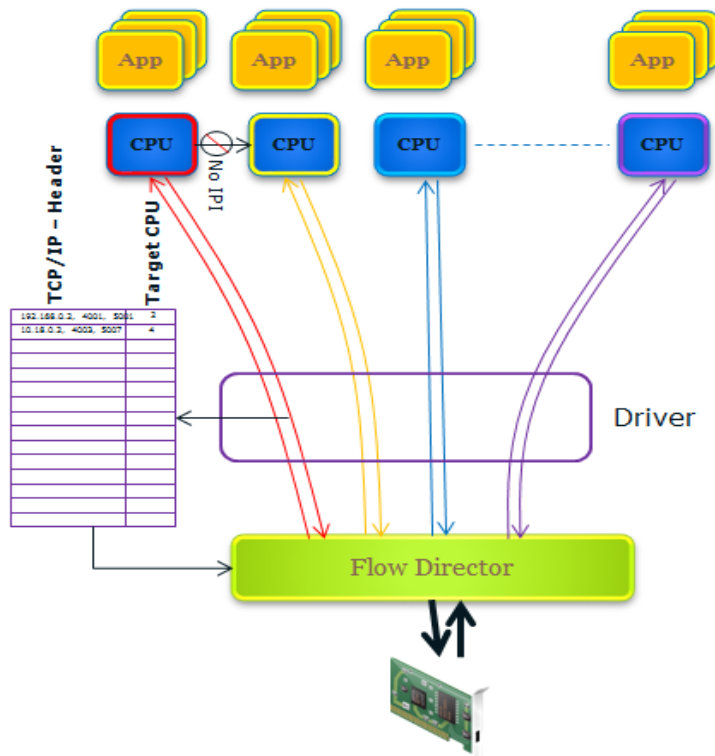 App
App
App
App
CPU
CPU
CPU
CPU
No IPI
TCP/IP – Header
Target CPU
192.168.0.2, 4001, 5001 2
10.18.0.2, 4003, 5007 4
Driver
Flow Director